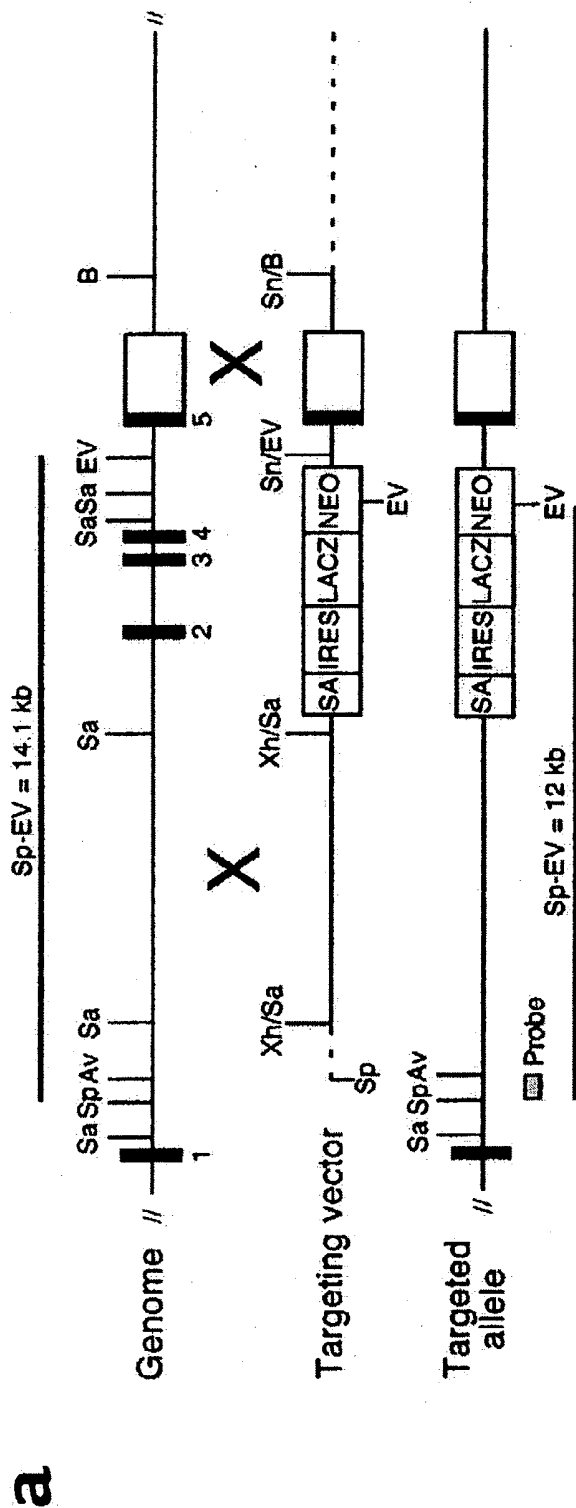 a
Sp-EV = 14.1 kb
Sa Sp Av Sa Sa SaSa EV B
Genome // 1 2 3 4 5 //
X X
Xh/Sa Xh/Sa Sn/EV Sn/B
Targeting vector SA IRES LACZ NEO
Sp EV
Sa Sp Av
Targeted // SA IRES LACZ NEO
allele
EV
Probe
Sp-EV = 12 kb